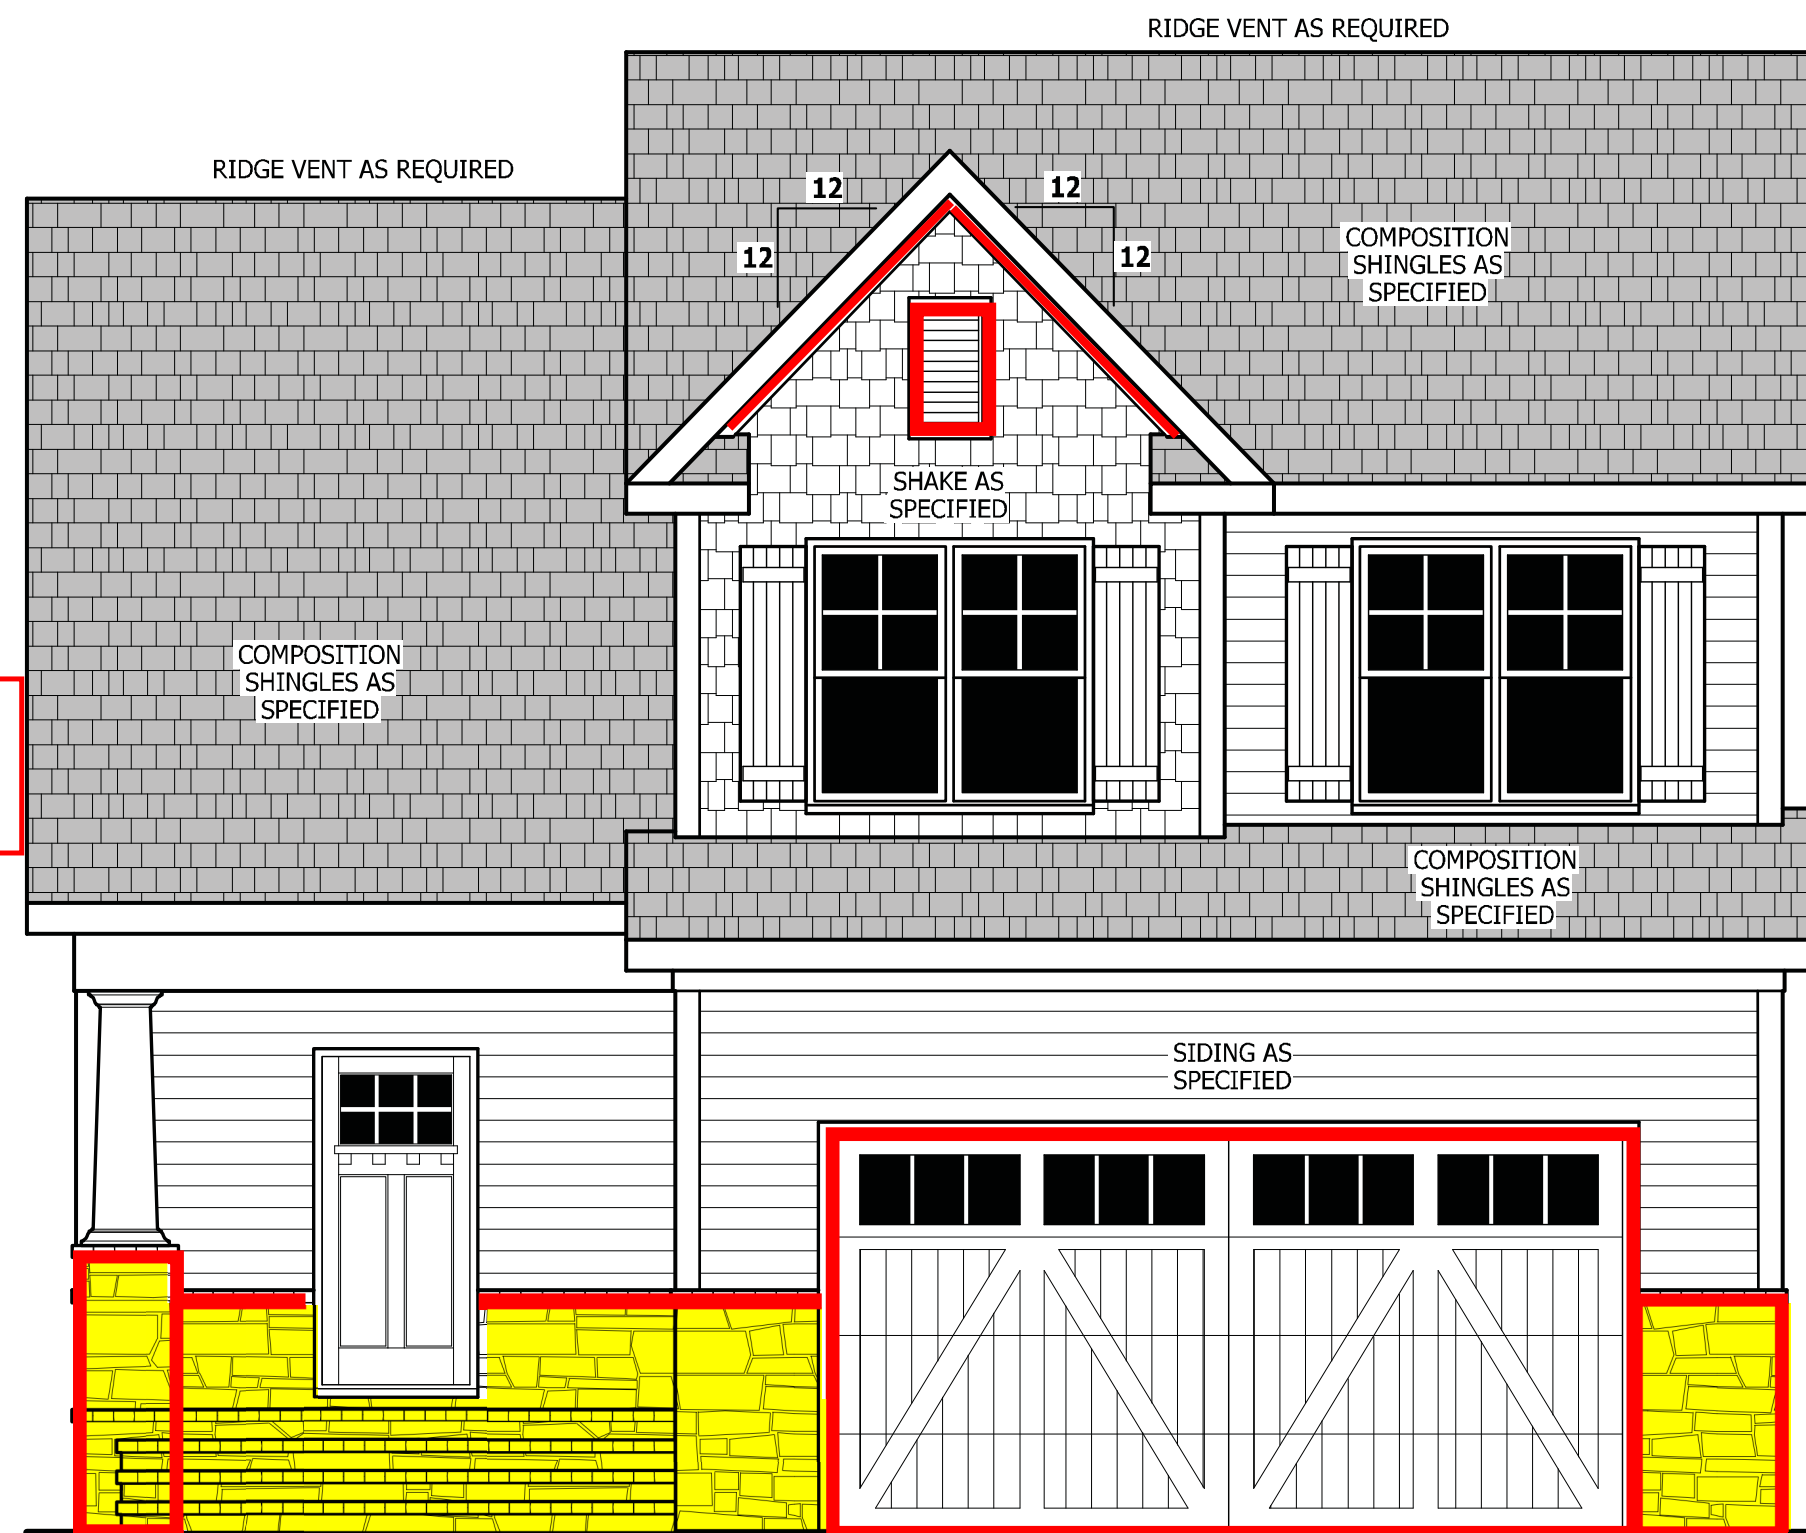 RIDGE VENT AS REQUIRED
RIDGE VENT AS REQUIRED
12
12
12
12
COMPOSITION
SHINGLES AS
SPECIFIED
SHAKE AS
SPECIFIED
COMPOSITION
SHINGLES AS
SPECIFIED
COMPOSITION
SHINGLES AS
SPECIFIED
SIDING AS
SPECIFIED